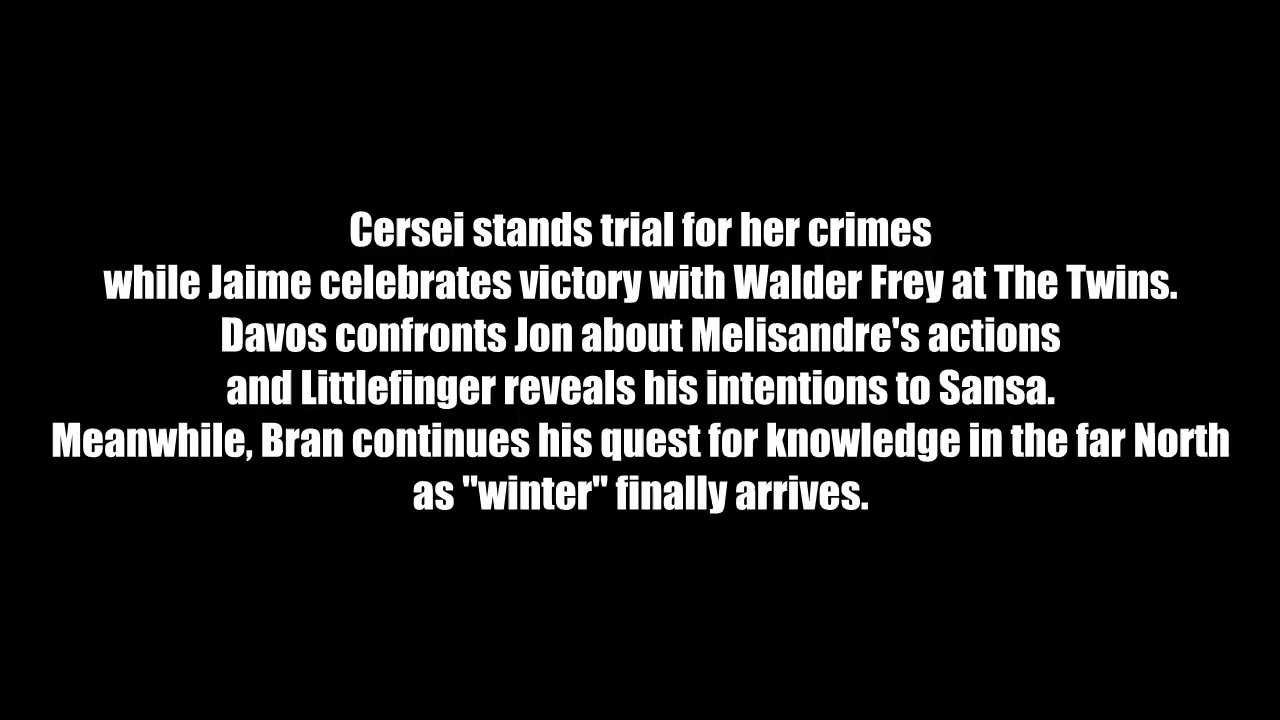 Cersei stands trial for her crimes
while Jaime celebrates victory with Walder Frey at The Twins.
Davos confronts Jon about Melisandre's actions
and Littlefinger reveals his intentions to Sansa.
Meanwhile, Bran continues his quest for knowledge in the far North
as "winter" finally arrives.